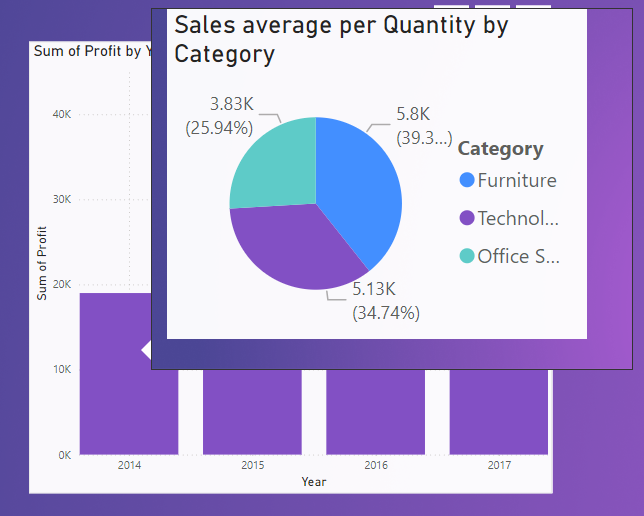 Sales average per Quantity by
Category
3.83K
(25.94%)
5.8K
(39.3...)
Category
Furniture
Technol...
Office S...
5.13K
(34.74%)
Sum of Profit by Y
Sum of Profit
40K
30K
20K
10K
0K
2014
2015
2016
2017
Year